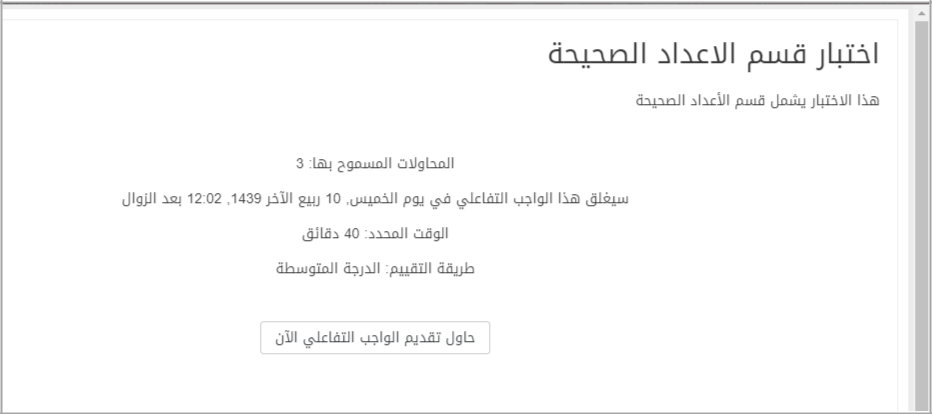 اختبار قسم الاعداد الصحيحة
هذا الاختبار يشمل قسم الأعداد الصحيحة
المحاولات المسموح بها: 3
سيغلق هذا الواجب التفاعلي في يوم الخميس, 10 ربيع الآخر 1439, 12:02 بعد الزوال
الوقت المحدد: 40 دقائق
طريقة التقييم: الدرجة المتوسطة
حاول تقديم الواجب التفاعلي الآن